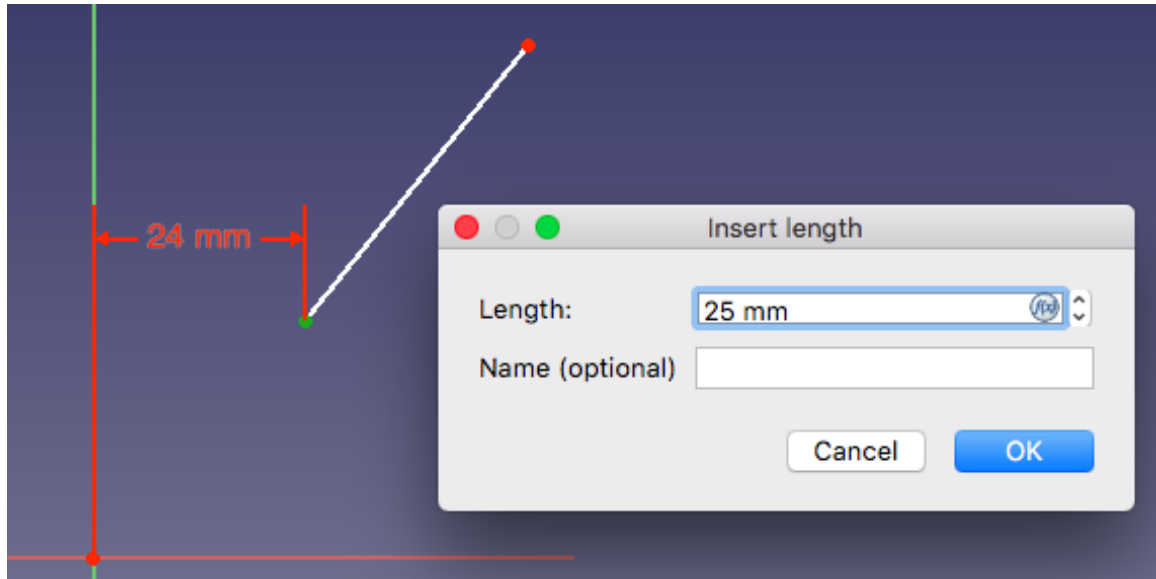 24 mm
Insert length
Length:
25 mm
f(x)
Name (optional)
Cancel
OK